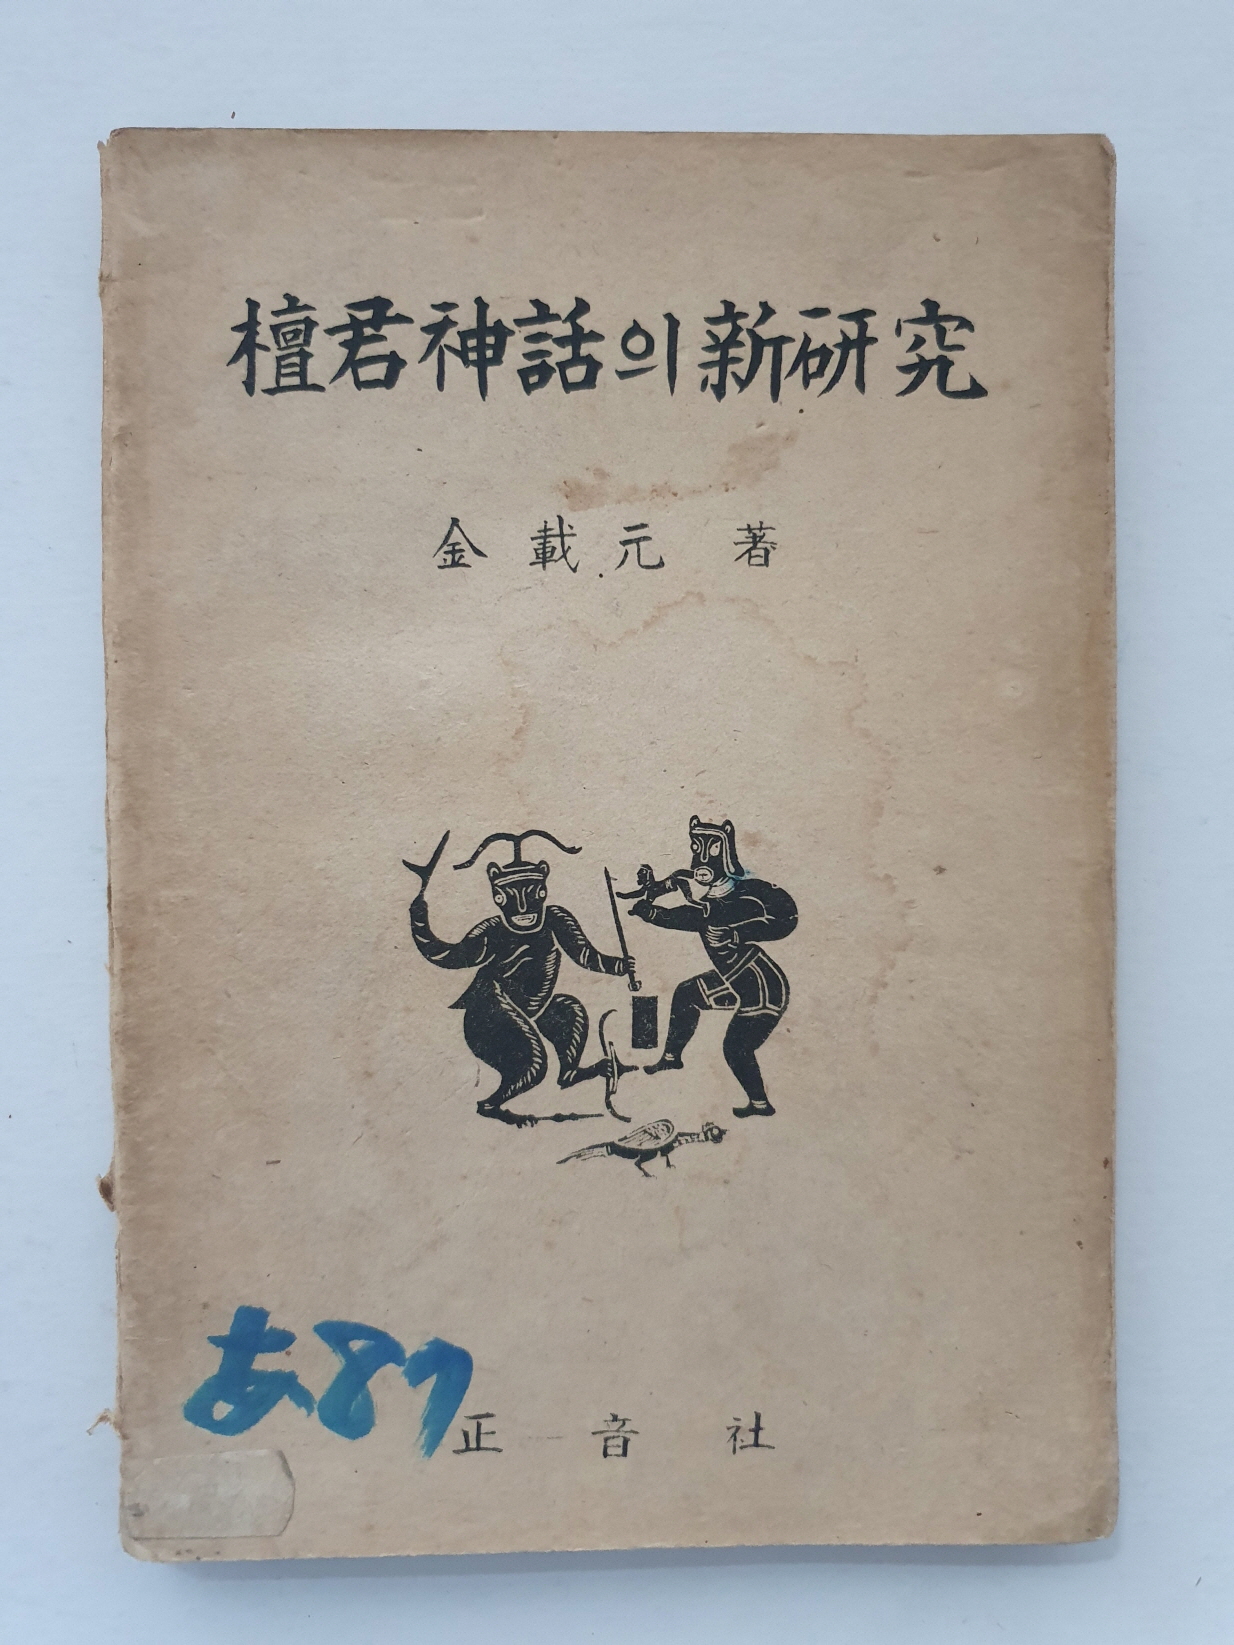 檀君神話의新研究
金載元 著
あ87
正音社